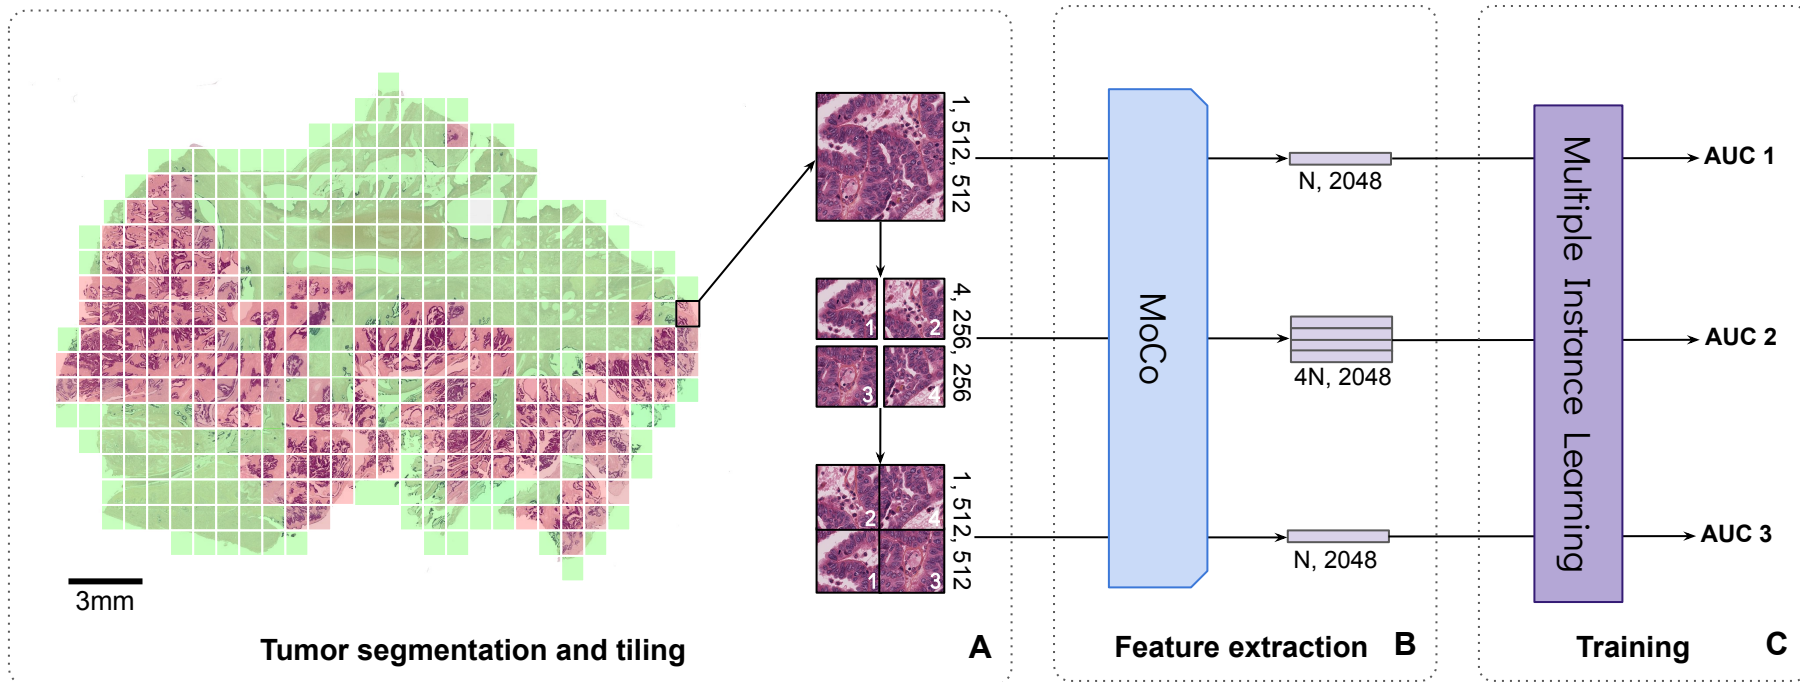 1, 512, 512
1
2
3
4
4, 256, 256
2
4
1
3
1, 512, 512
3mm
Tumor segmentation and tiling
A
MoCo
N, 2048
4N, 2048
N, 2048
Feature extraction
B
Multiple Instance Learning
AUC 1
AUC 2
AUC 3
Training
C